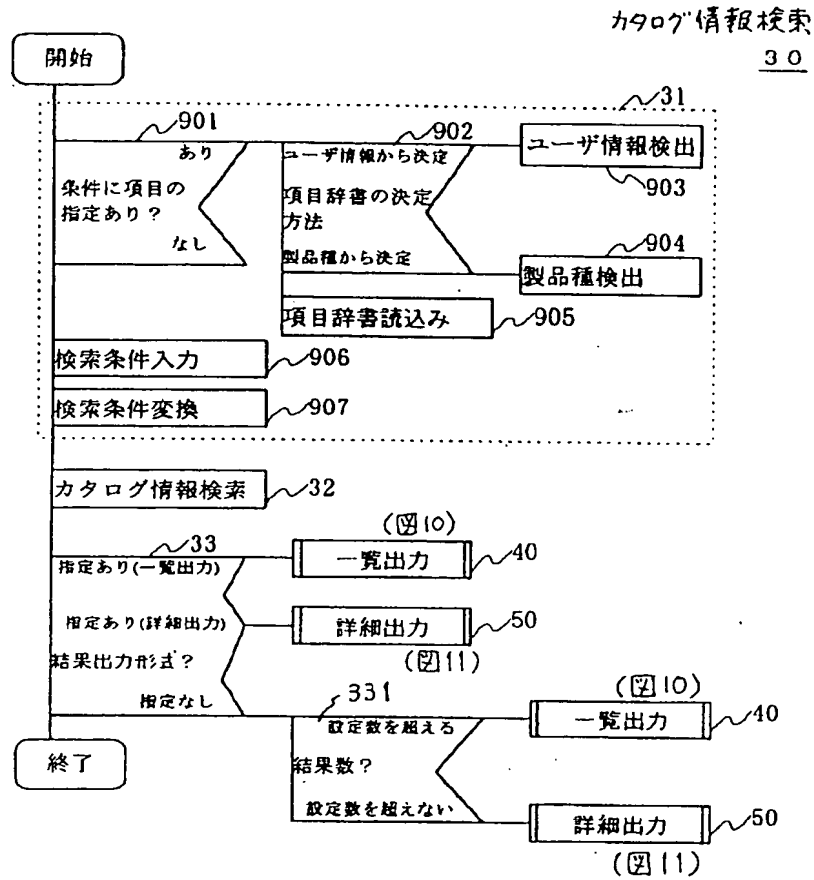 カタログ情報検索
30
開始
31
901
902
あり
条件に項目の
指定あり?
なし
ユーザ情報から決定
項目辞書の決定
方法
製品種から決定
ユーザ情報検出
903
904
製品種検出
項目辞書読込み
905
検索条件入力
906
検索条件変換
907
カタログ情報検索
32
33
指定あり(一覧出力)
指定あり(詳細出力)
結果出力形式?
指定なし
(図10)
一覧出力
40
詳細出力
50
(図11)
331
設定数を超える
結果数?
設定数を超えない
(図10)
一覧出力
40
詳細出力
50
(図11)
終了